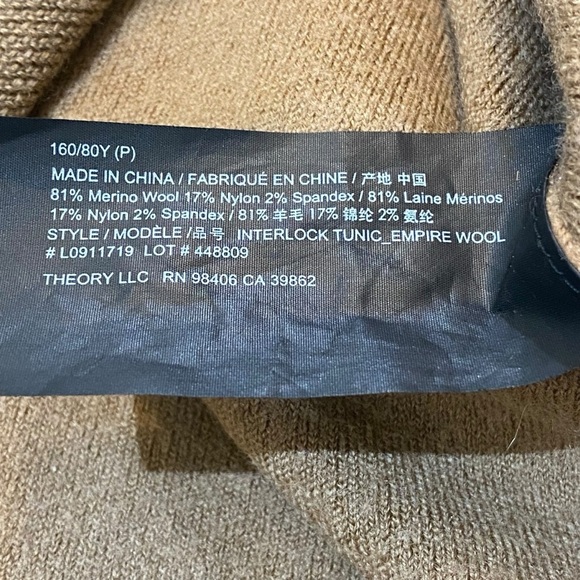 160/80Y (P)
MADE IN CHINA / FABRIQUÉ EN CHINE / 产地 中国
81% Merino Wool 17% Nylon 2% Spandex / 81% Laine Mérinos
17% Nylon 2% Spandex / 81% 羊毛 17% 锦纶 2% 氨纶
STYLE / MODÈLE /品号 INTERLOCK TUNIC_EMPIRE WOOL
# L0911719 LOT # 448809
THEORY LLC RN 98406 CA 39862